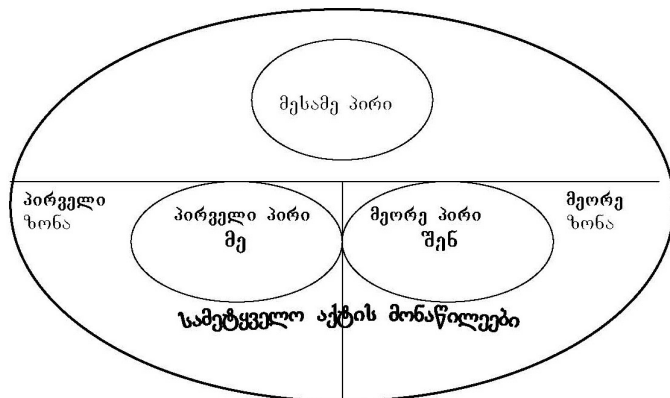 მესამე პირი
პირველი
ზონა
პირველი პირი
მე
მეორე პირი
შენ
მეორე
ზონა
სამეტყველო აქტის მონაწილეები